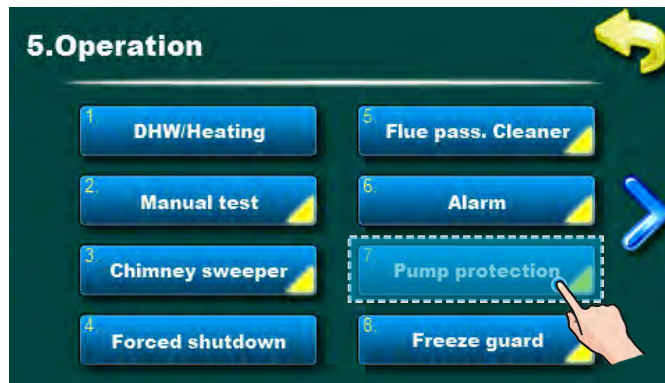 5.Operation
1 DHW/Heating
2. Manual test
3 Chimney sweeper
4 Forced shutdown
5. Flue pass. Cleaner
6. Alarm
7 Pump protection
8. Freeze guard